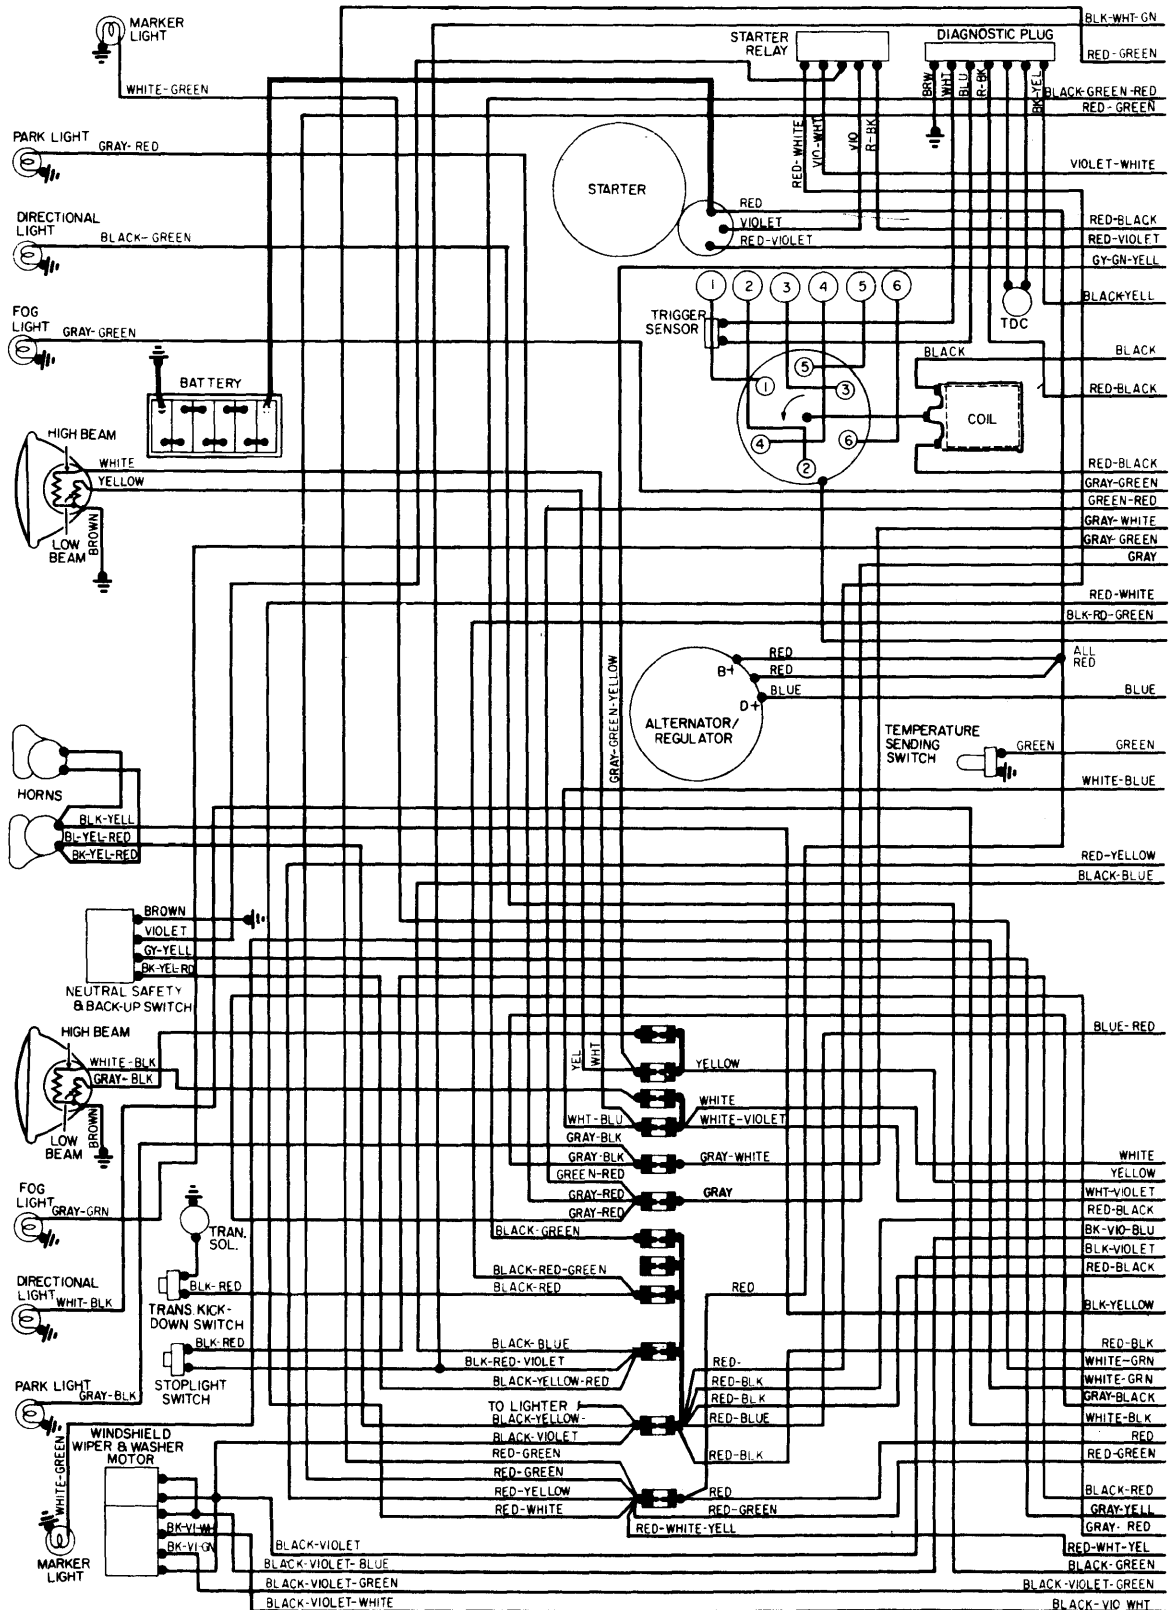 MARKER
LIGHT
WHITE-GREEN
STARTER
RELAY
DIAGNOSTIC PLUG
BLK-WHT-GN
RED-GREEN
BLACK-GREEN-RED
RED-GREEN
BRW
WHT
BLU
R-BK
BK-YEL
RED-WHITE
VIO-WHT
VIO
R-BK
PARK LIGHT
GRAY-RED
VIOLET-WHITE
STARTER
RED
VIOLET
RED-VIOLET
RED-BLACK
RED-VIOLET
GY-GN-YELL
DIRECTIONAL
LIGHT
BLACK-GREEN
1 2 3 4 5 6
TRIGGER
SENSOR
TDC
BLACK-YELL
FOG
LIGHT
GRAY-GREEN
BLACK
BLACK
5
1
3
4
6
2
COIL
RED-BLACK
BATTERY
HIGH BEAM
WHITE
YELLOW
LOW
BEAM
BROWN
RED-BLACK
GRAY-GREEN
GREEN-RED
GRAY-WHITE
GRAY-GREEN
GRAY
RED-WHITE
BLK-RD-GREEN
GRAY-GREEN-YELLOW
RED
B+
RED
BLUE
D+
ALL
RED
BLUE
ALTERNATOR/
REGULATOR
TEMPERATURE
SENDING
SWITCH
GREEN
GREEN
WHITE-BLUE
HORNS
BLK-YELL
BL-YEL-RED
BK-YEL-RED
RED-YELLOW
BLACK-BLUE
BROWN
VIOLET
GY-YELL
BK-YEL-RD
NEUTRAL SAFETY
& BACK-UP SWITCH
HIGH BEAM
WHITE-BLK
GRAY-BLK
LOW
BEAM
BROWN
YEL
WHT
YELLOW
BLUE-RED
WHITE
WHT-BLU
WHITE-VIOLET
GRAY-BLK
GRAY-BLK
GRAY-WHITE
GREEN-RED
GRAY-RED
GRAY
GRAY-RED
WHITE
YELLOW
WHT-VIOLET
RED-BLACK
BK-VIO-BLU
BLK-VIOLET
RED-BLACK
FOG
LIGHT
GRAY-GRN
TRAN.
SOL.
BLACK-GREEN
DIRECTIONAL
LIGHT
WHIT-BLK
BLK-RED
TRANS. KICK-
DOWN SWITCH
BLACK-RED-GREEN
BLACK-RED
RED
BLK-YELLOW
BLK-RED
STOPLIGHT
SWITCH
BLACK-BLUE
BLK-RED-VIOLET
BLACK-YELLOW-RED
RED-
RED-BLK
RED-BLK
RED-BLUE
RED-BLK
RED-BLK
WHITE-GRN
WHITE-GRN
GRAY-BLACK
WHITE-BLK
RED
RED-GREEN
PARK LIGHT
GRAY-BLK
WHITE-GREEN
WINDSHIELD
WIPER & WASHER
MOTOR
TO LIGHTER
BLACK-YELLOW-
BLACK-VIOLET
RED-GREEN
RED-GREEN
RED-YELLOW
RED-WHITE
RED
RED-GREEN
RED-WHITE-YELL
BLACK-RED
GRAY-YELL
GRAY-RED
RED-WHT-YEL
BLACK-GREEN
BLACK-VIOLET-GREEN
BLACK-VIO WHT
BK-VI-WH
BK-VI-GN
MARKER
LIGHT
BLACK-VIOLET
BLACK-VIOLET-BLUE
BLACK-VIOLET-GREEN
BLACK-VIOLET-WHITE